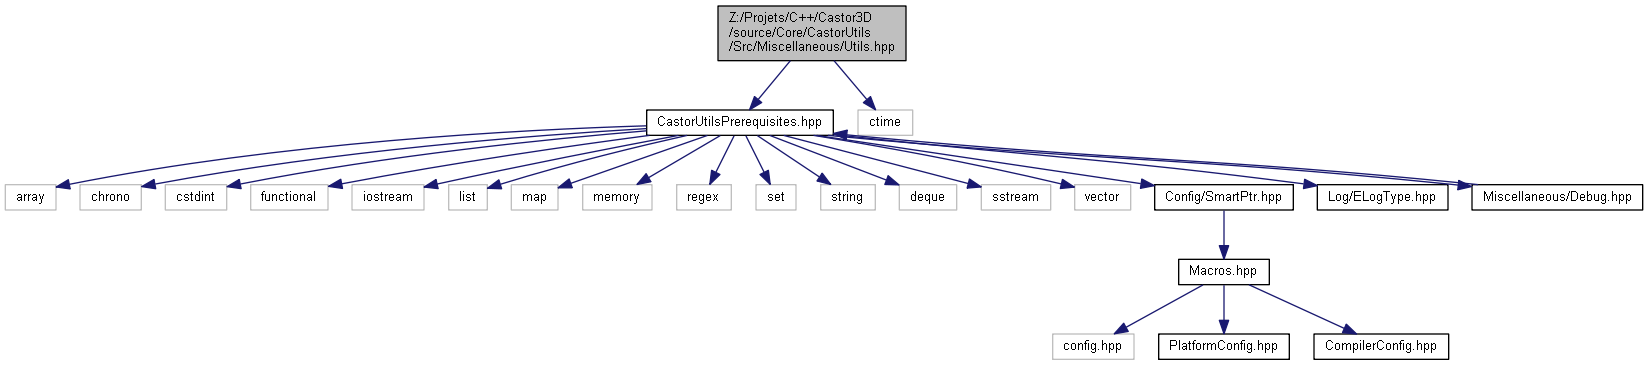 Z:/Projets/C++/Castor3D
/source/Core/CastorUtils
/Src/Miscellaneous/Utils.hpp
CastorUtilsPrerequisites.hpp
ctime
array
chrono
cstdint
functional
iostream
list
map
memory
regex
set
string
deque
sstream
vector
Config/SmartPtr.hpp
Log/ELogType.hpp
Miscellaneous/Debug.hpp
Macros.hpp
config.hpp
PlatformConfig.hpp
CompilerConfig.hpp